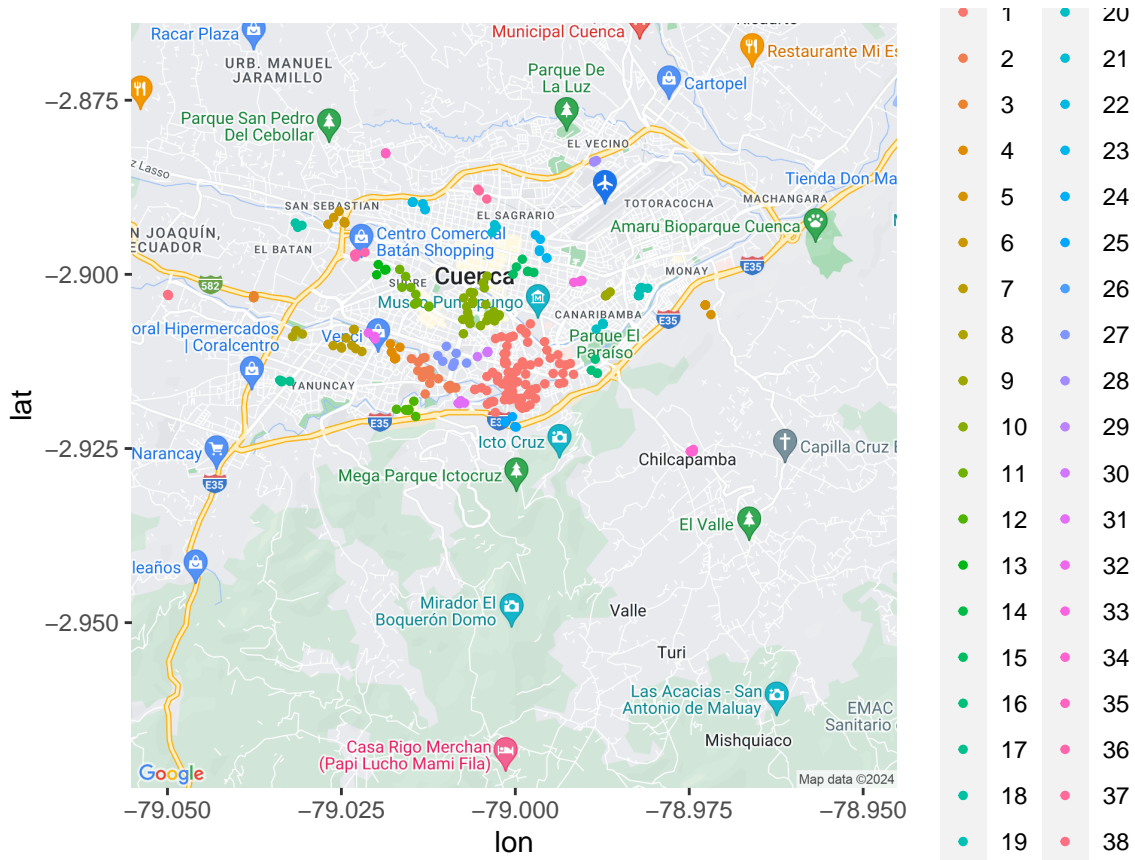 Racar Plaza
Municipal Cuenca
URB. MANUEL
JARAMILLO
Restaurante Mi Es
Parque De
La Luz
Cartopel
Parque San Pedro
Del Cebollar
EL VECINO
z Lasso
Tienda Don Ma
SAN SEBASTIAN
EL SAGRARIO
TOTORACOCHA
MACHANGARA
Amaru Bioparque Cuenca
N JOAQUÍN,
ECUADOR
EL BATAN
Centro Comercial
Batán Shopping
E35
MONAY
582
SUCRE
Cuenca
Museo Pumapungo
CANARIBAMBA
E35
oral Hipermercados
| Coralcentro
Parque El
Paraíso
YANUNCAY
E35
E3
Icto Cruz
Narancay
Chilcapamba
Capilla Cruz E
Mega Parque Ictocruz
E35
El Valle
leaños
Mirador El
Boquerón Domo
Valle
Turi
Las Acacias - San
Antonio de Maluay
EMAC
Sanitario
Mishquiaco
Casa Rigo Merchan
(Papi Lucho Mami Fila)
Google
Map data ©2024
−2.875
−2.900
−2.925
−2.950
lat
−79.050
−79.025
−79.000
−78.975
−78.950
lon
1
2
3
4
5
6
7
8
9
10
11
12
13
14
15
16
17
18
19
20
21
22
23
24
25
26
27
28
29
30
31
32
33
34
35
36
37
38